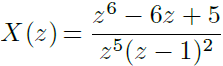 X(z) = \frac{z^6 - 6z + 5}{z^5(z - 1)^2}